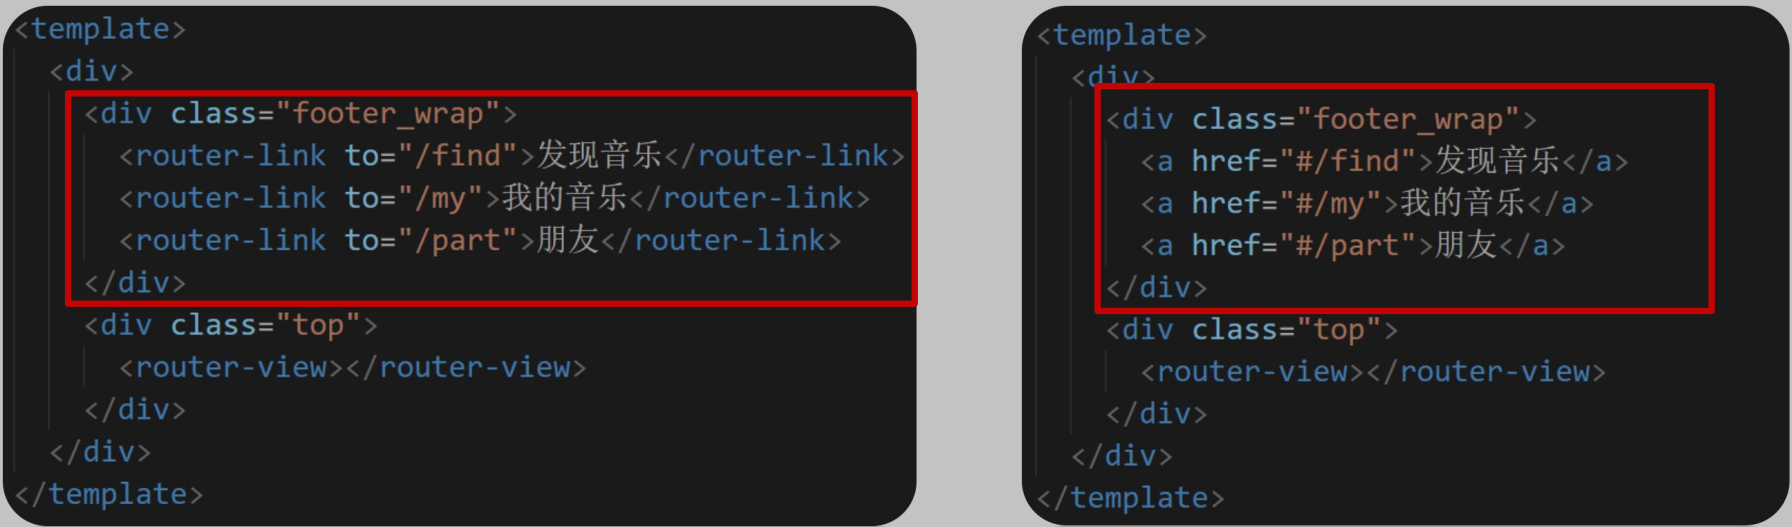 <template>
<div>
<div class="footer_wrap">
<router-link to="/find">发现音乐</router-link>
<router-link to="/my">我的音乐</router-link>
<router-link to="/part">朋友</router-link>
</div>
<div class="top">
<router-view></router-view>
</div>
</div>
</template>
<template>
<div>
<div class="footer_wrap">
<a href="#/find">发现音乐</a>
<a href="#/my">我的音乐</a>
<a href="#/part">朋友</a>
</div>
<div class="top">
<router-view></router-view>
</div>
</div>
</template>